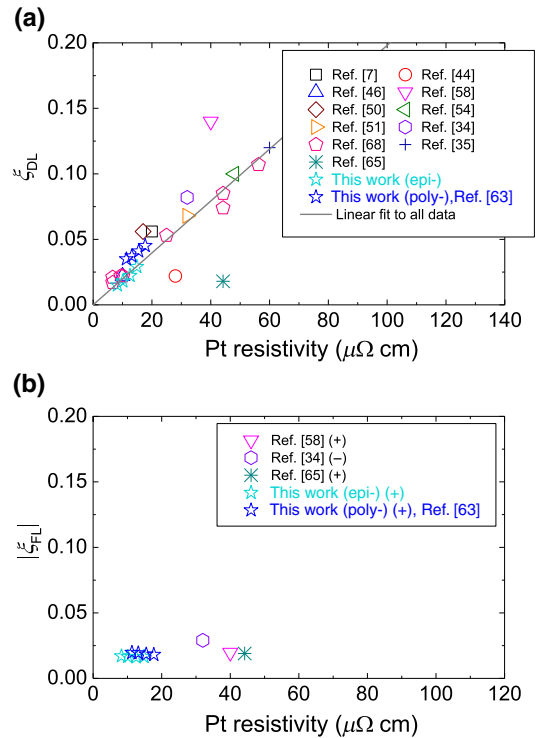 (a)
0.20
0.15
0.10
0.05
0.00
ξDL
Ref. [7] Ref. [44]
Ref. [46] Ref. [58]
Ref. [50] Ref. [54]
Ref. [51] Ref. [34]
Ref. [68] Ref. [35]
Ref. [65]
This work (epi-)
This work (poly-),Ref. [63]
Linear fit to all data
0 20 40 60 80 100 120 140
Pt resistivity (μΩ cm)
(b)
0.20
0.15
0.10
0.05
0.00
|ξFL|
Ref. [58] (+)
Ref. [34] (−)
Ref. [65] (+)
This work (epi-) (+)
This work (poly-) (+), Ref. [63]
0 20 40 60 80 100 120
Pt resistivity (μΩ cm)